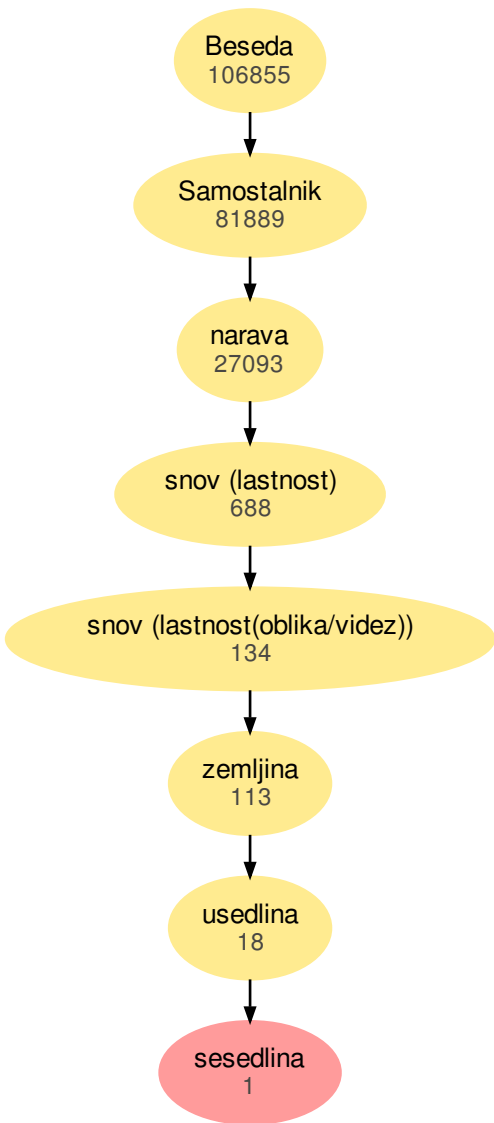 Beseda
106855
Samostalnik
81889
narava
27093
snov (lastnost)
688
snov (lastnost(oblika/videz))
134
zemljina
113
usedlina
18
sesedlina
1